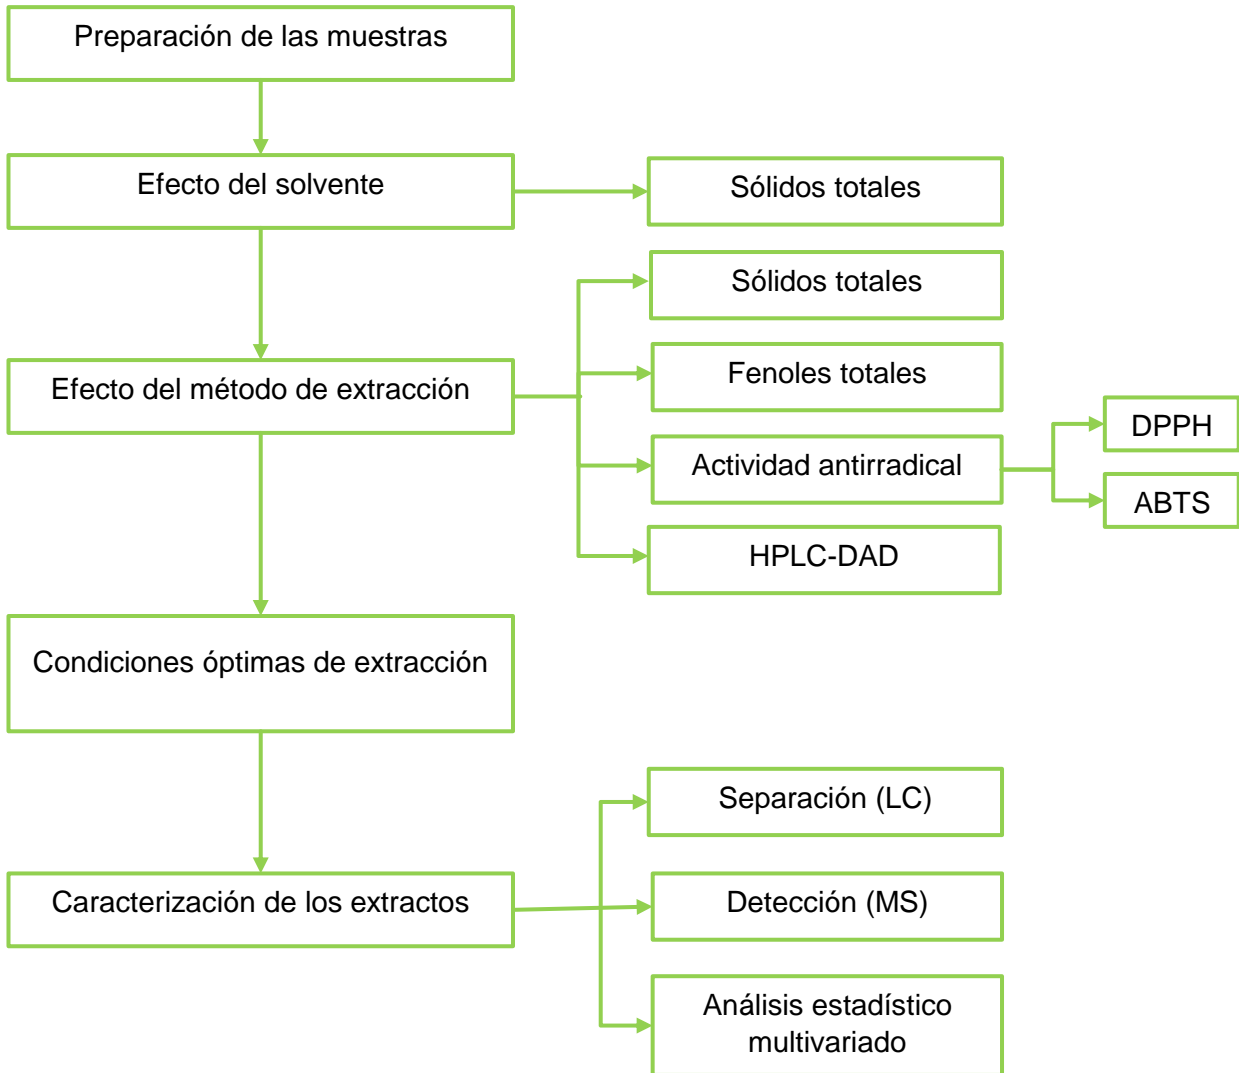 Preparación de las muestras
Efecto del solvente
Sólidos totales
Sólidos totales
Fenoles totales
Efecto del método de extracción
Actividad antirradical
DPPH
ABTS
HPLC-DAD
Condiciones óptimas de extracción
Separación (LC)
Caracterización de los extractos
Detección (MS)
Análisis estadístico
multivariado